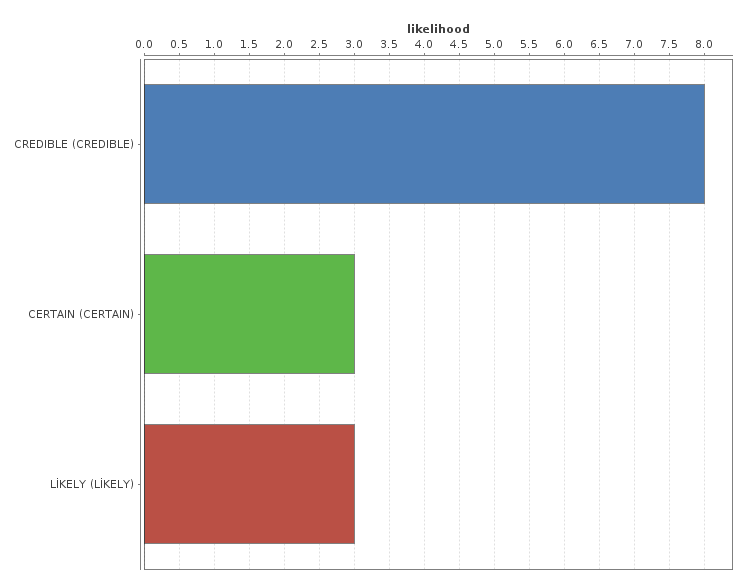 likelihood
0.0 0.5 1.0 1.5 2.0 2.5 3.0 3.5 4.0 4.5 5.0 5.5 6.0 6.5 7.0 7.5 8.0
CREDIBLE (CREDIBLE)
CERTAIN (CERTAIN)
LİKELY (LİKELY)